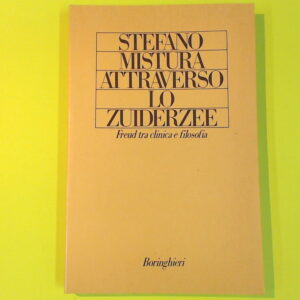 STEFANO
MISTURA
ATTRAVERSO
LO
ZUIDERZEE
Freud tra clinica e filosofia
Boringhieri